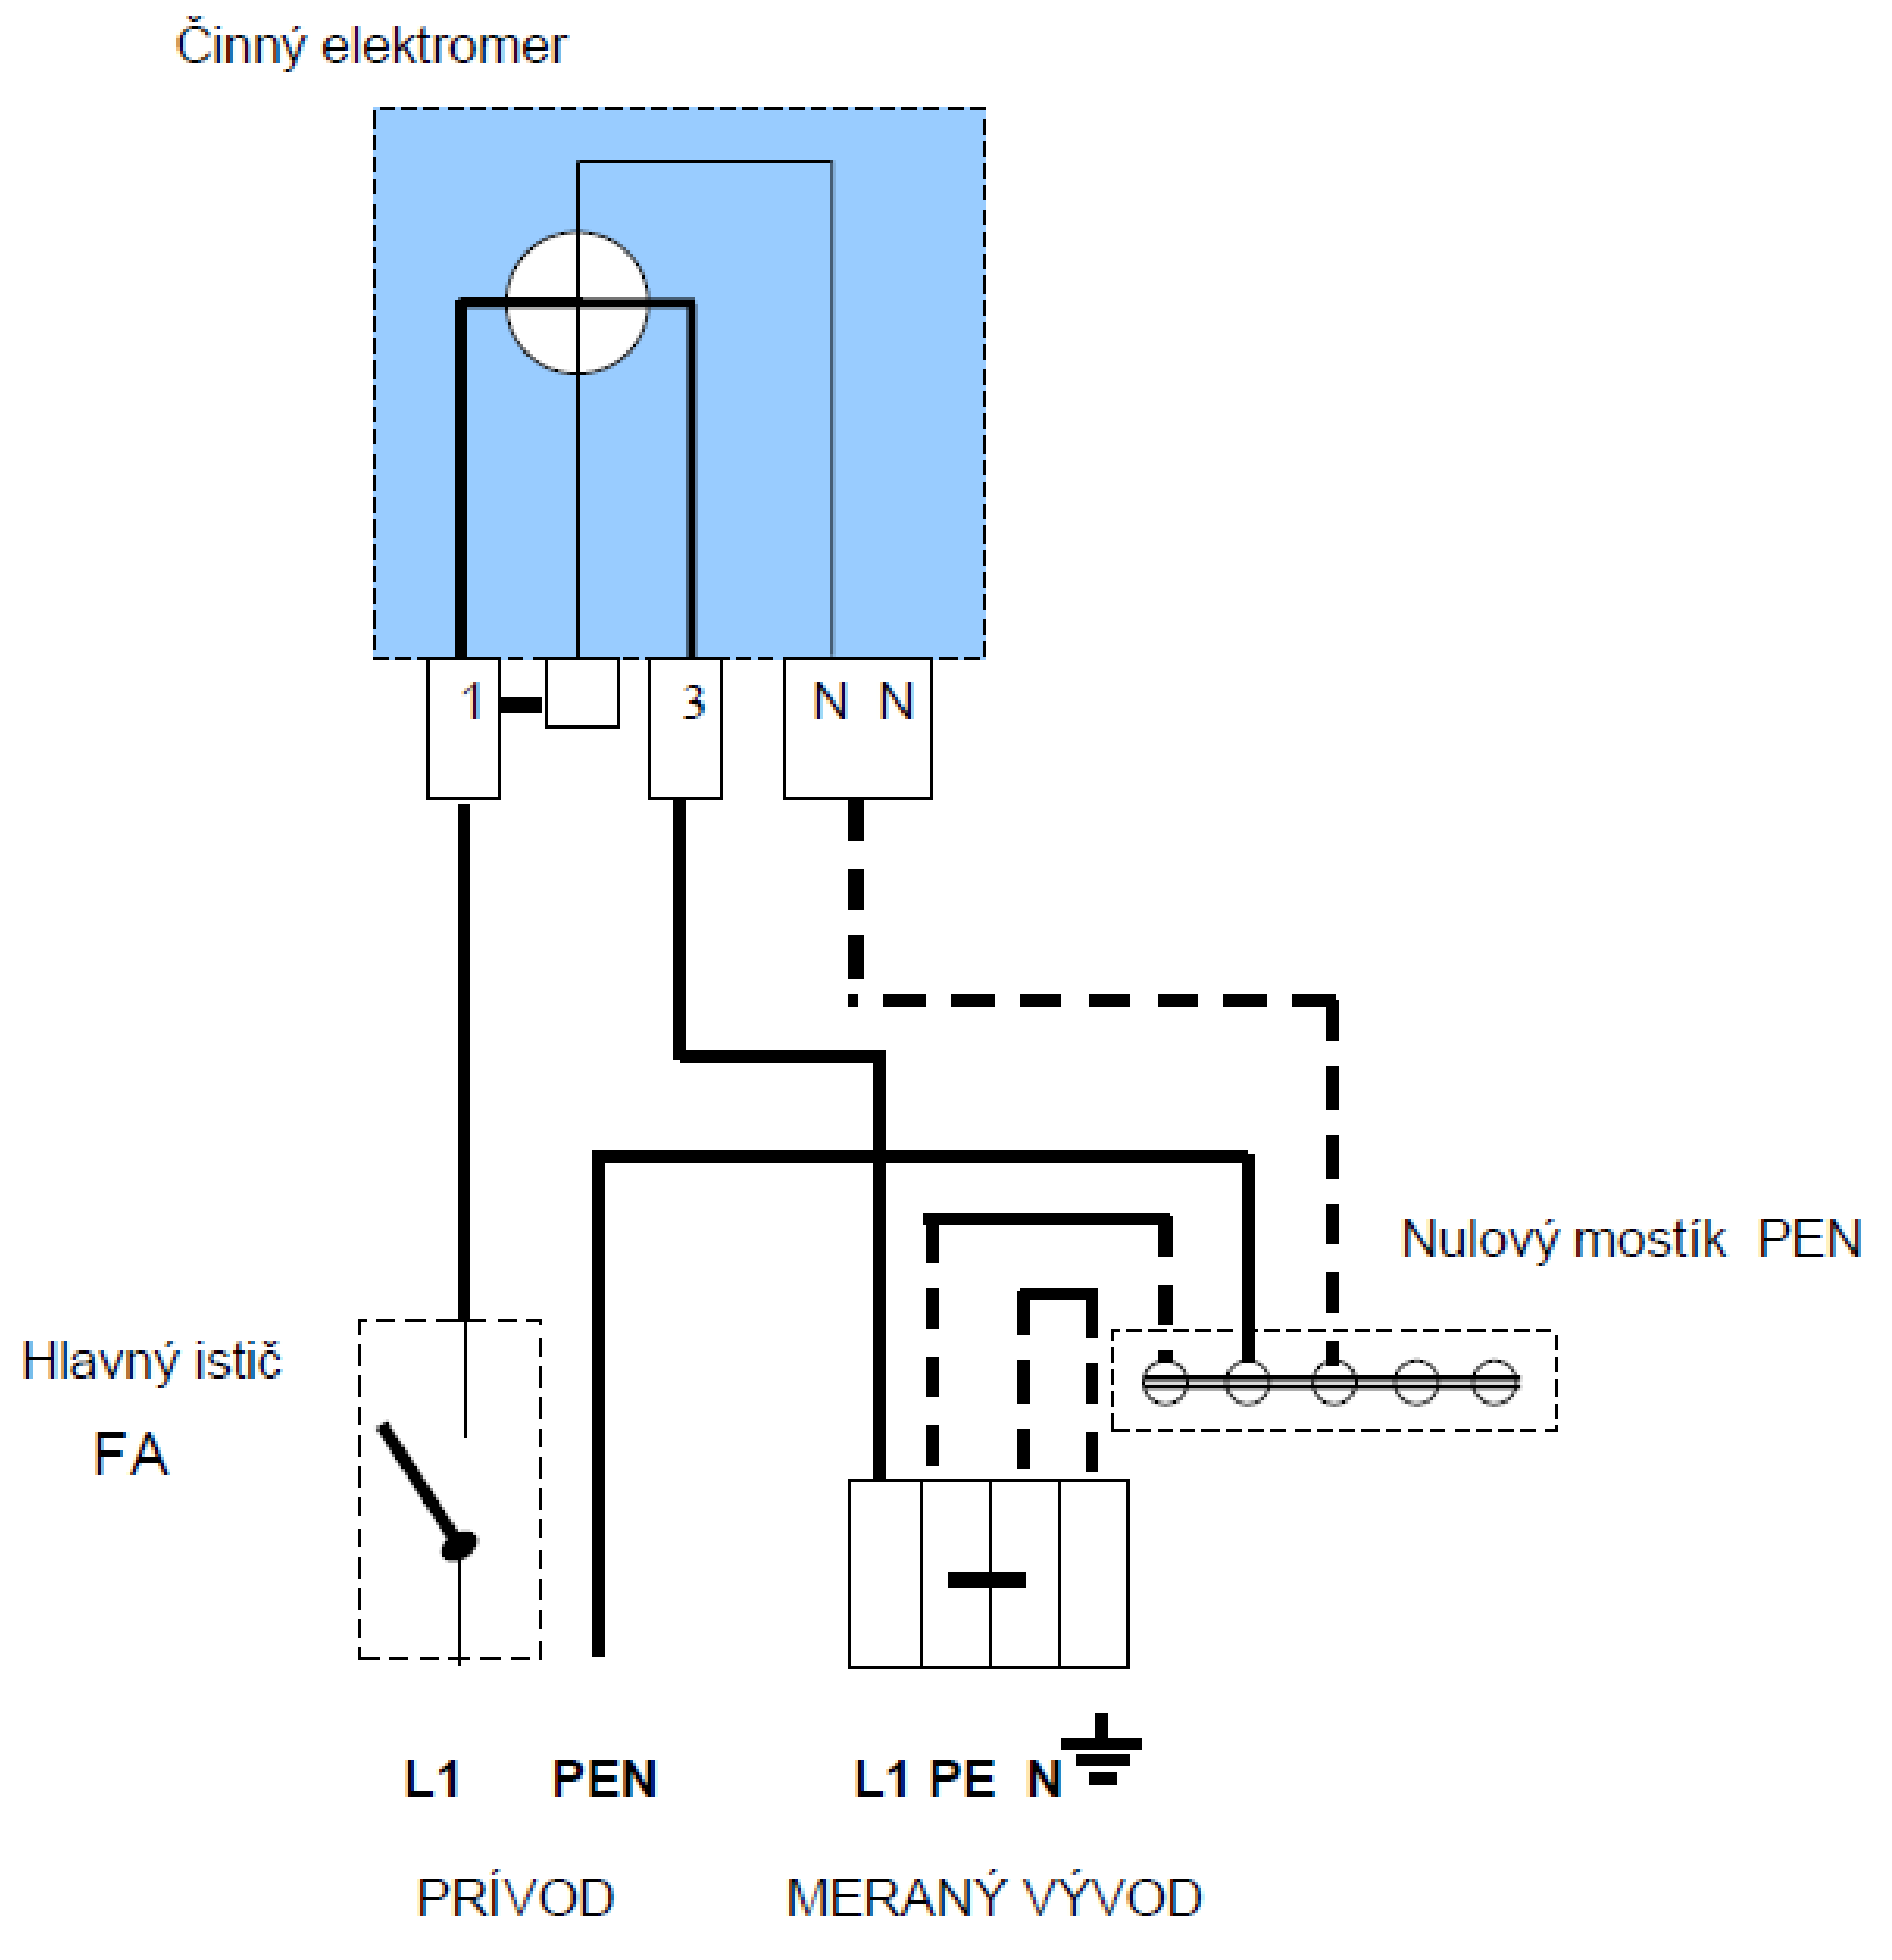 Činný elektromer
1 3 N N
Nulový mostík PEN
Hlavný istič
FA
L1 PEN L1 PE N
PRÍVOD MERANÝ VÝVOD